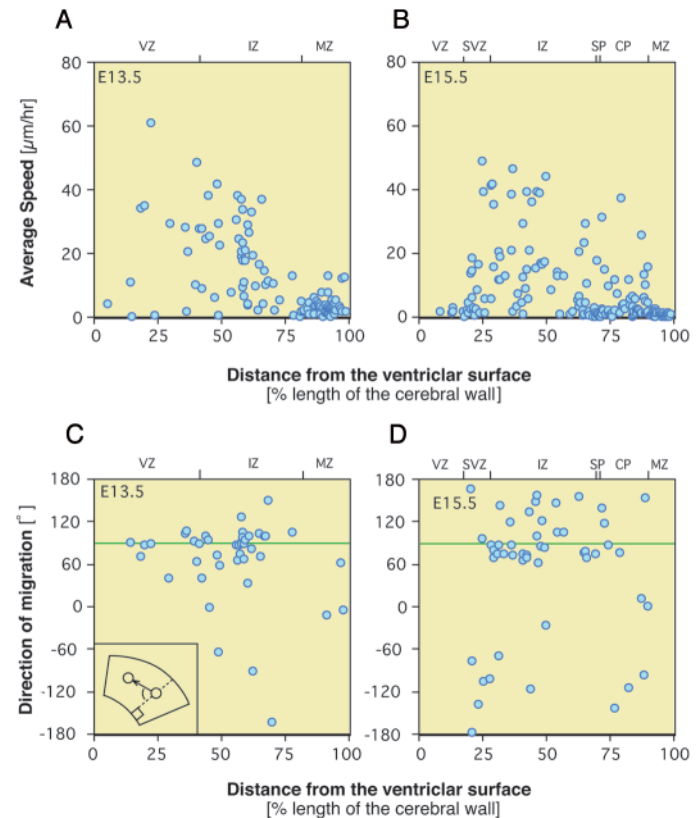 A
VZ IZ MZ
E13.5
80
60
40
20
0
Average Speed [μm/hr]
0 25 50 75 100
B
VZ SVZ IZ SP CP MZ
E15.5
80
60
40
20
0
0 25 50 75 100
Distance from the ventriclar surface
[% length of the cerebral wall]
C
VZ IZ MZ
E13.5
180
120
60
0
-60
-120
-180
Direction of migration [°]
0 25 50 75 100
D
VZ SVZ IZ SP CP MZ
E15.5
180
120
60
0
-60
-120
-180
0 25 50 75 100
Distance from the ventriclar surface
[% length of the cerebral wall]